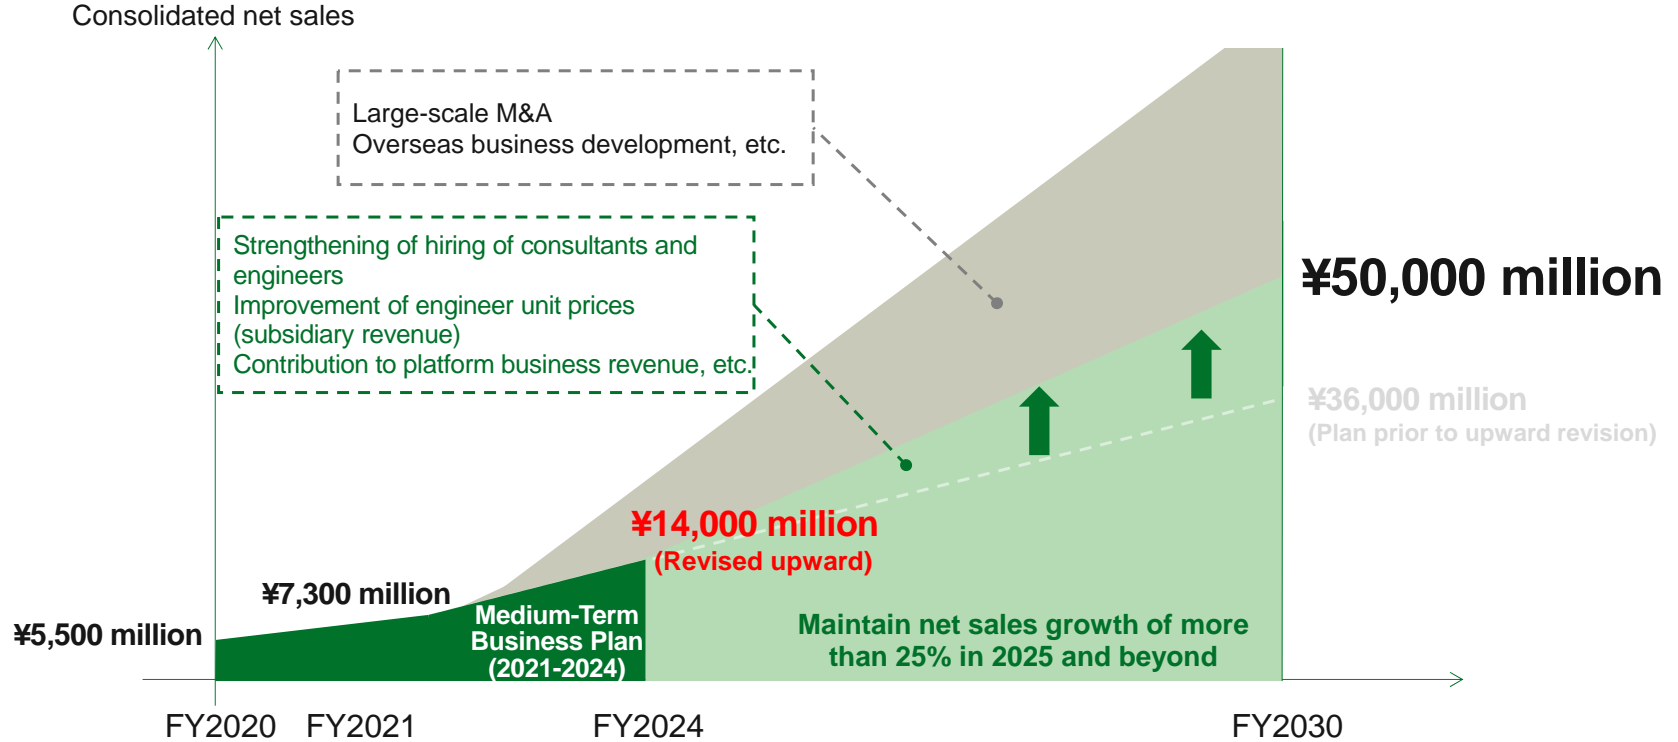 Consolidated net sales
Large-scale M&A
Overseas business development, etc.
Strengthening of hiring of consultants and
engineers
Improvement of engineer unit prices
(subsidiary revenue)
Contribution to platform business revenue, etc.
¥50,000 million
¥36,000 million
(Plan prior to upward revision)
¥14,000 million
(Revised upward)
¥7,300 million
¥5,500 million
Medium-Term
Business Plan
(2021-2024)
Maintain net sales growth of more
than 25% in 2025 and beyond
FY2020
FY2021
FY2024
FY2030